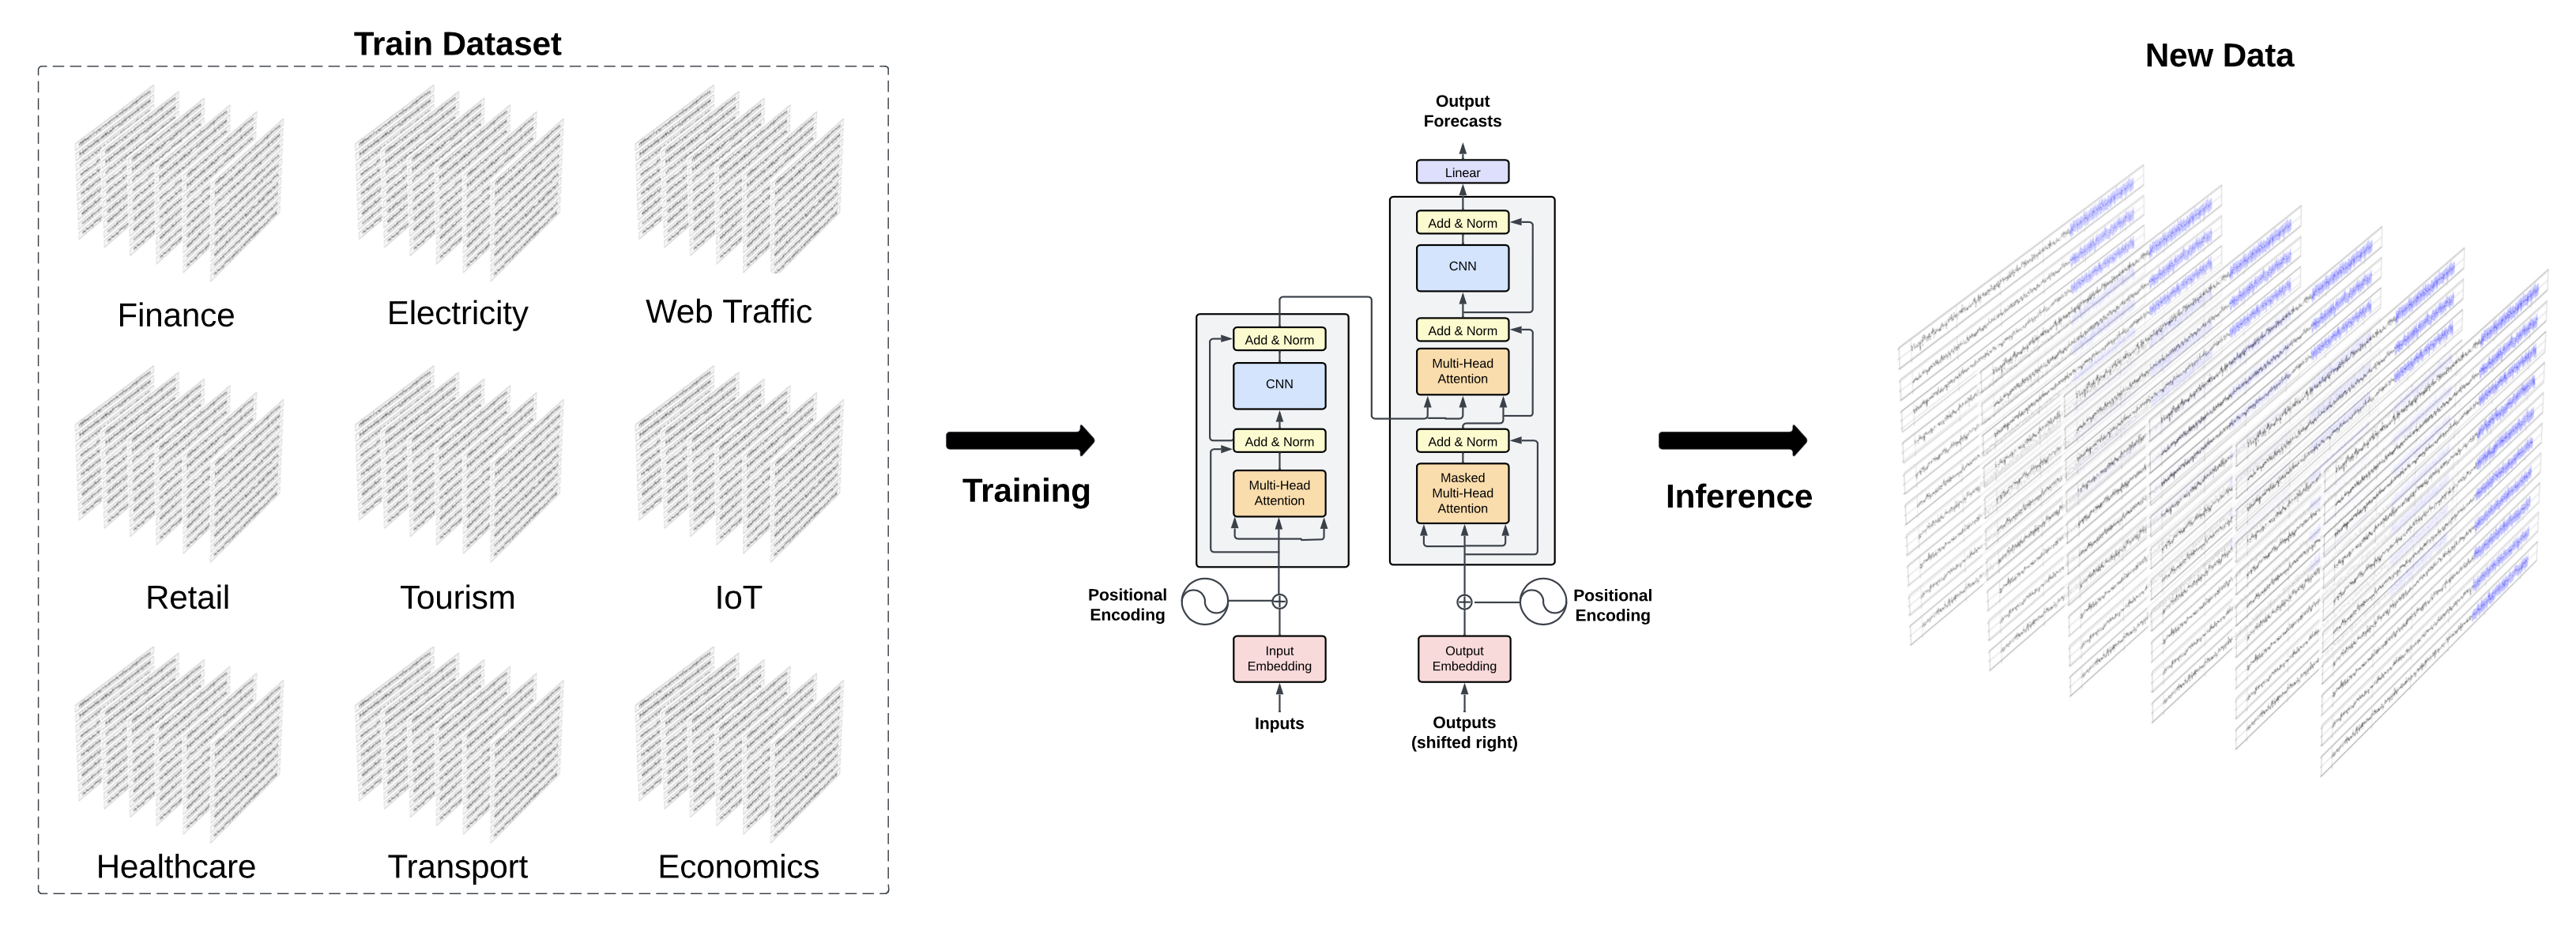 Train Dataset
Finance
Electricity
Web Traffic
Retail
Tourism
IoT
Healthcare
Transport
Economics
Training
Output
Forecasts
Linear
Add & Norm
CNN
Add & Norm
Multi-Head
Attention
Add & Norm
Masked
Multi-Head
Attention
Add & Norm
CNN
Add & Norm
Multi-Head
Attention
Positional
Encoding
Positional
Encoding
Input
Embedding
Output
Embedding
Inputs
Outputs
(shifted right)
Inference
New Data